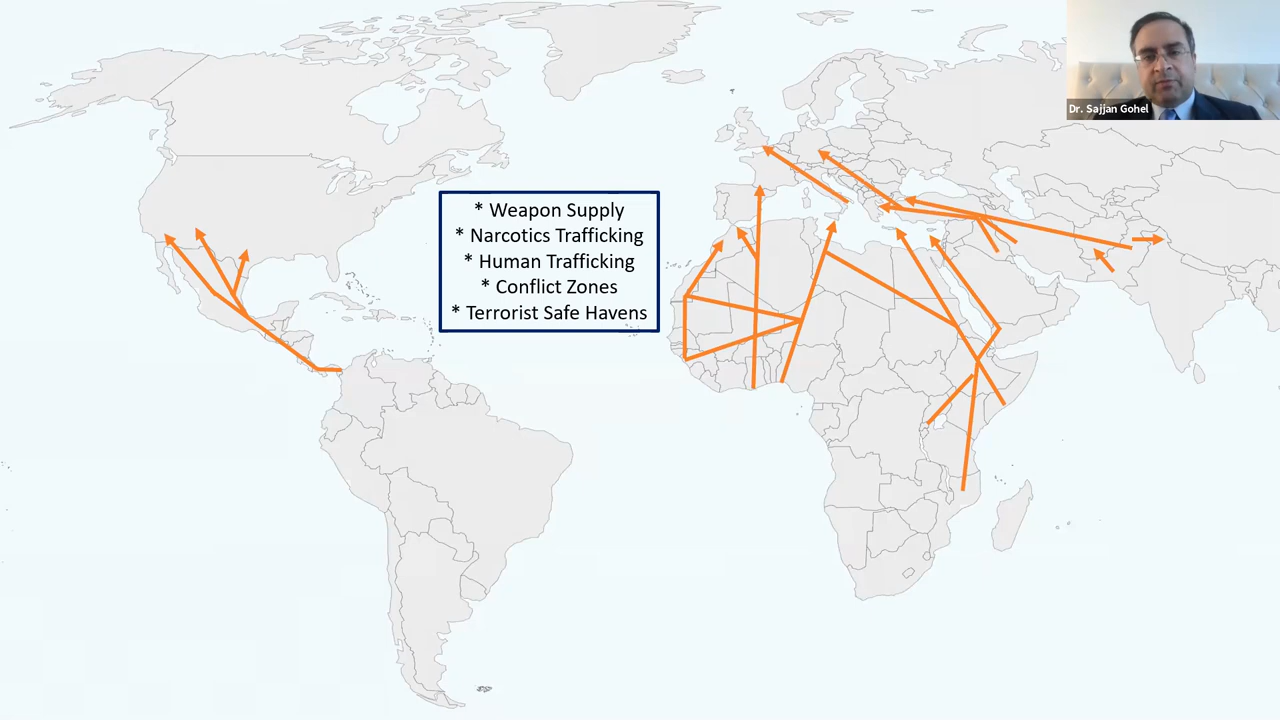 Dr. Sajjan Gohel
* Weapon Supply
* Narcotics Trafficking
* Human Trafficking
* Conflict Zones
* Terrorist Safe Havens